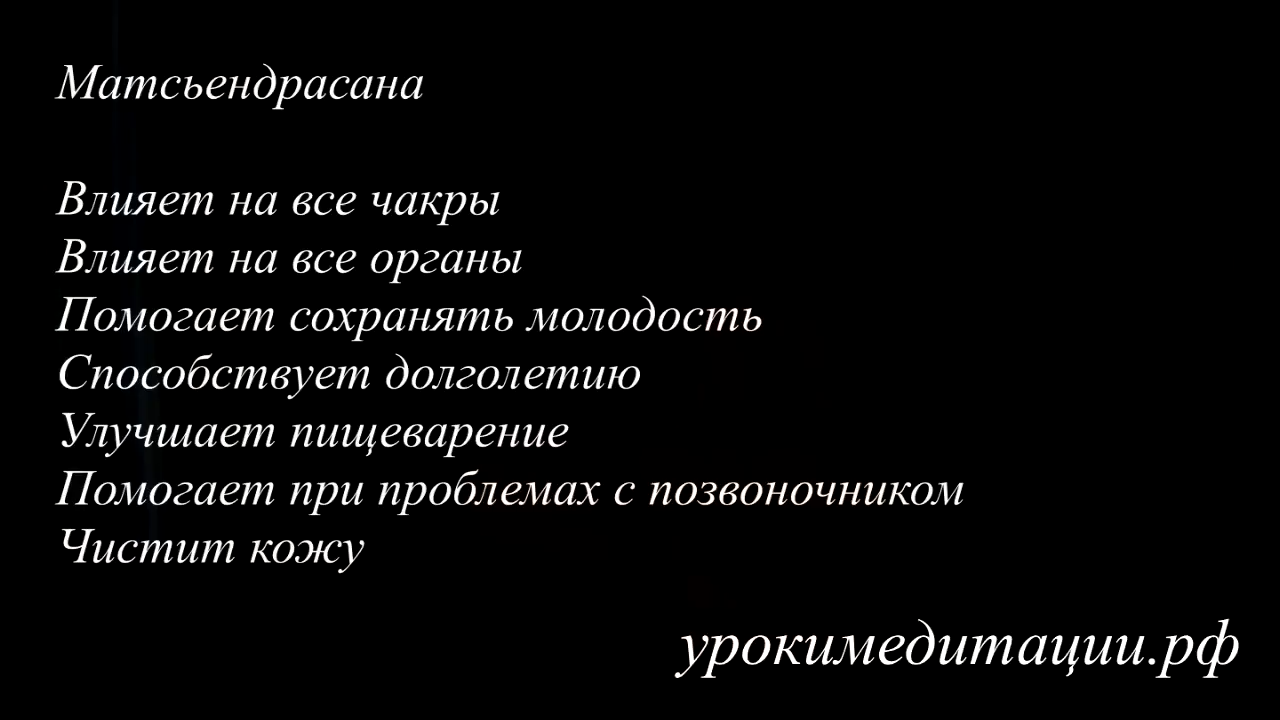 Матсьендрасана
Влияет на все чакры
Влияет на все органы
Помогает сохранять молодость
Способствует долголетию
Улучшает пищеварение
Помогает при проблемах с позвоночником
Чистит кожу
урокимедитации.рф